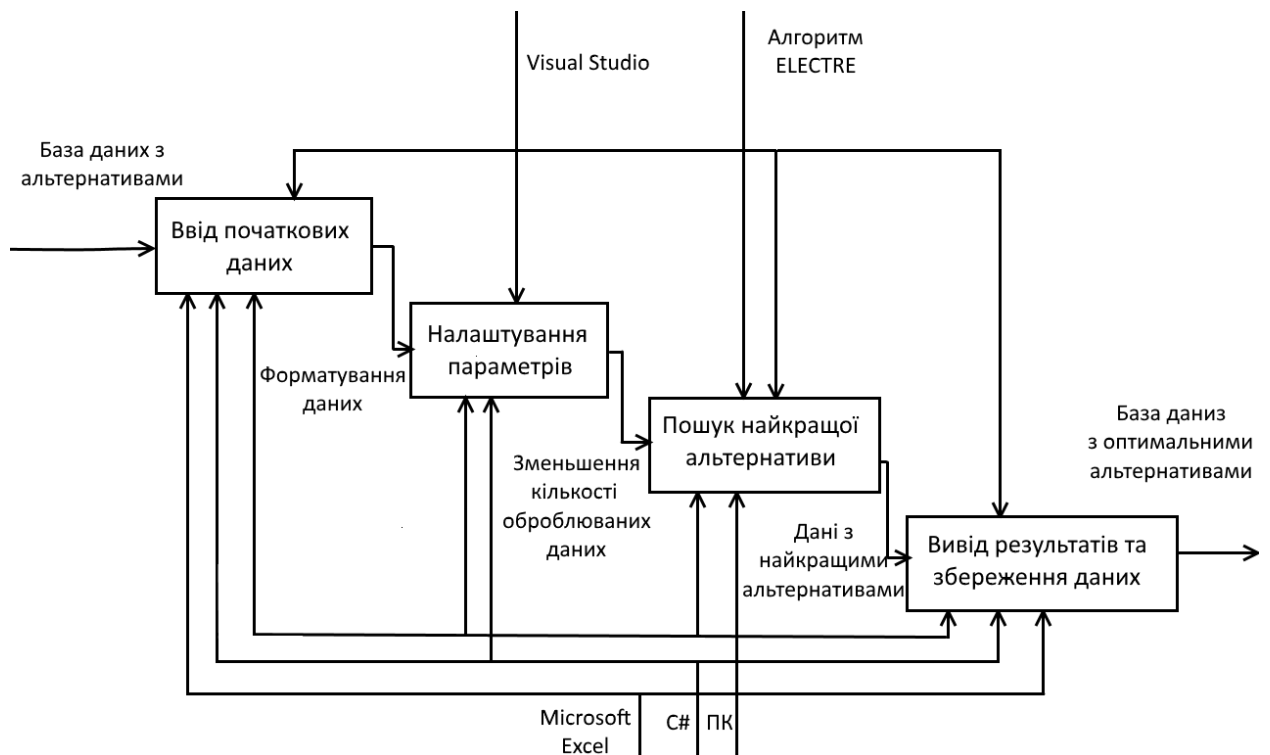 Visual Studio
Алгоритм
ELECTRE
База даних з
альтернативами
Ввід початкових
даних
Форматування
даних
Налаштування
параметрів
Зменьшення
кількості
оброблюваних
даних
Пошук найкращої
альтернативи
Дані з
найкращими
альтернативами
База даниз
з оптимальними
альтернативами
Вивід результатів та
збереження даних
Microsoft
Excel
C#
ПК